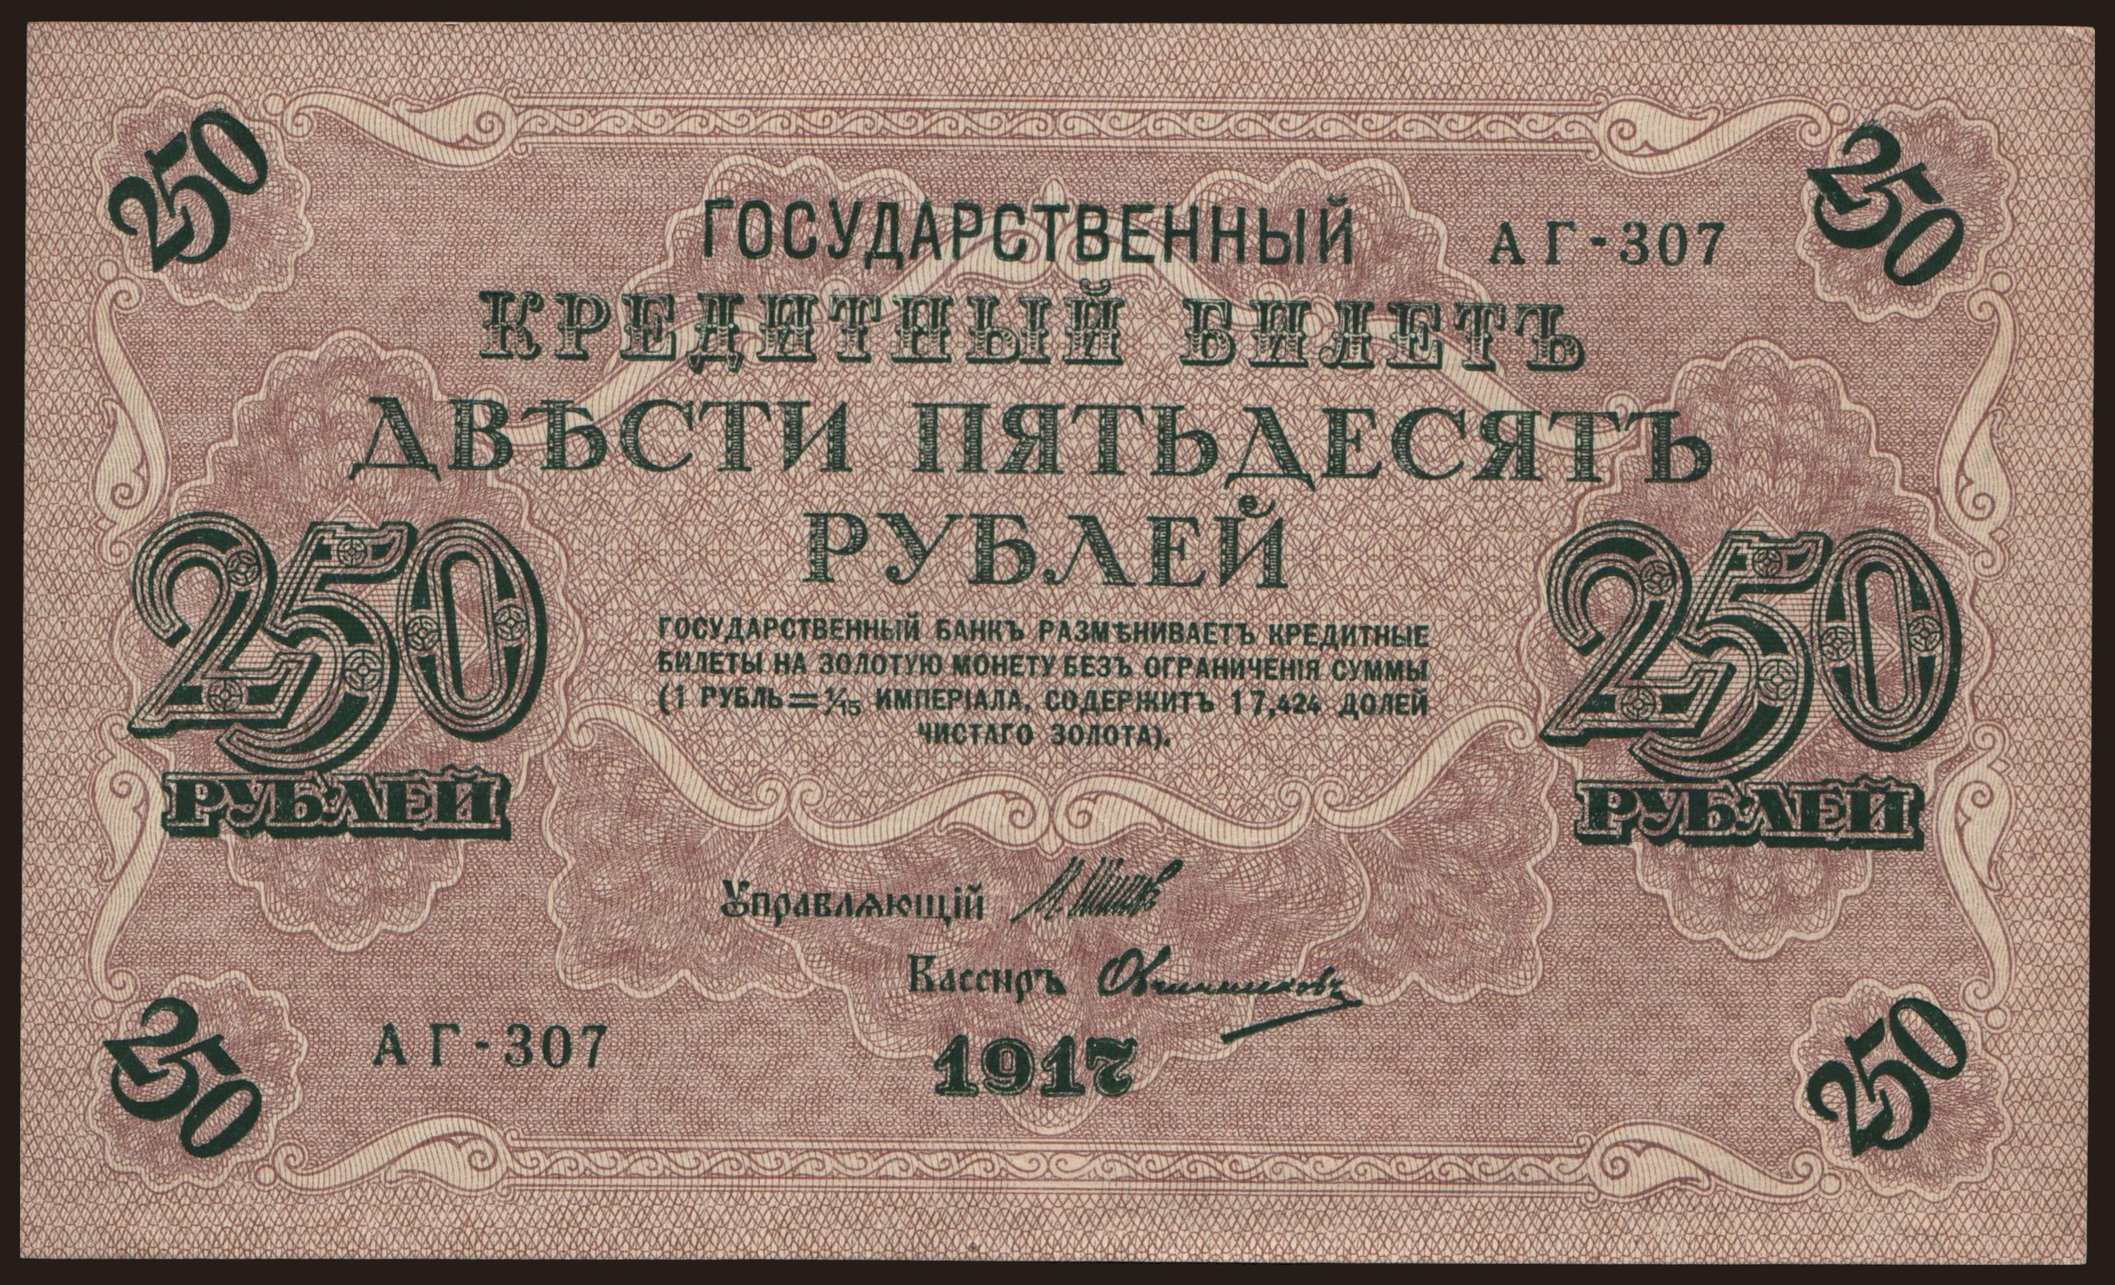 250
250
ГОСУДАРСТВЕННЫЙ
АГ-307
КРЕДИТНЫЙ БИЛЕТЪ
ДВѢСТИ ПЯТЬДЕСЯТЪ
РУБЛЕЙ
250
РУБЛЕЙ
250
РУБЛЕЙ
ГОСУДАРСТВЕННЫЙ БАНКЪ РАЗМѢНИВАЕТЪ КРЕДИТНЫЕ
БИЛЕТЫ НА ЗОЛОТУЮ МОНЕТУ БЕЗЪ ОГРАНИЧЕНІЯ СУММЫ
(1 РУБЛЬ=1/15 ИМПЕРІАЛА, СОДЕРЖИТЪ 17,424 ДОЛЕЙ
ЧИСТАГО ЗОЛОТА).
Управляющій И. Шиповъ
Кассиръ Овчинниковъ
АГ-307
1917
250
250